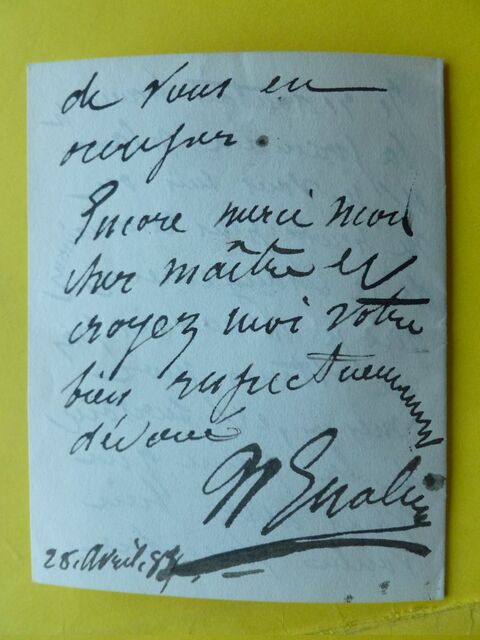 de vous en
occuper.
Encore merci mon
cher maître et
croyez moi votre
bien respectueusement
dévoué
28. Avril.